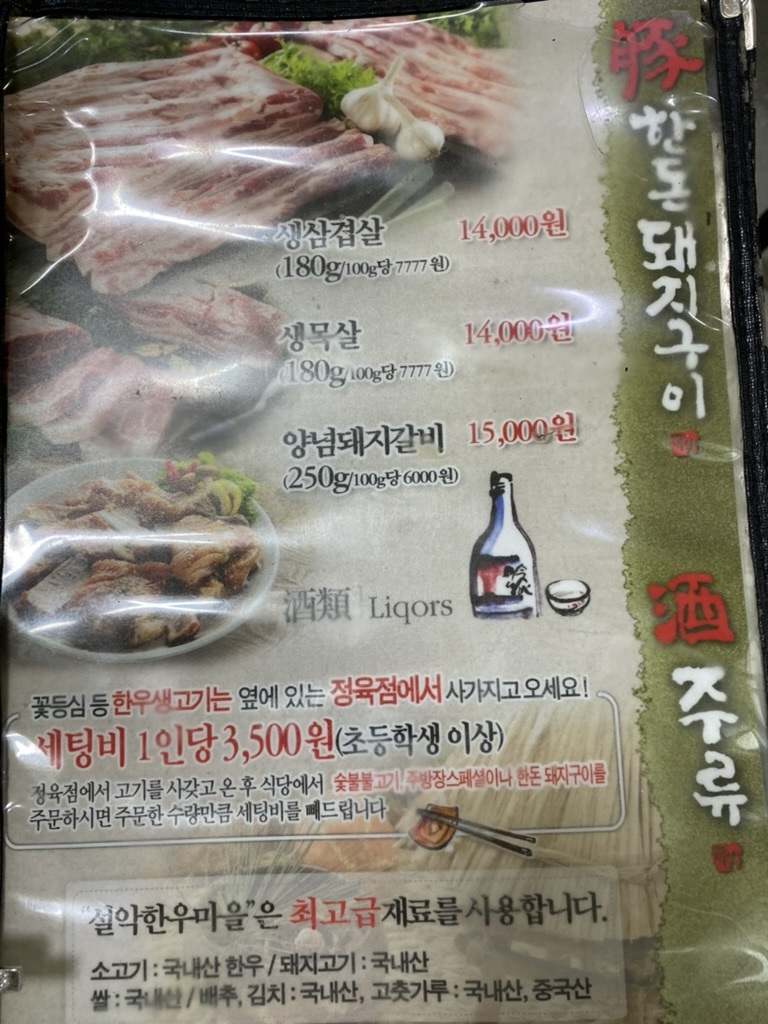 豚 한돈돼지구이
생삼겹살 14,000원
(180g/100g당 7777원)
생목살 14,000원
(180g/100g당 7777원)
양념돼지갈비 15,000원
(250g/100g당 6000원)
酒 주류
酒類 Liqors
꽃등심 등 한우생고기는 옆에 있는 정육점에서 사가지고 오세요!
세팅비 1인당 3,500원(초등학생 이상)
정육점에서 고기를 사갖고 온 후 식당에서 숯불불고기, 주방장스페셜이나 한돈 돼지구이를
주문하시면 주문한 수량만큼 세팅비를 빼드립니다
"설악한우마을"은 최고급 재료를 사용합니다.
소고기 : 국내산 한우 / 돼지고기 : 국내산
쌀 : 국내산 / 배추, 김치 : 국내산, 고춧가루 : 국내산, 중국산